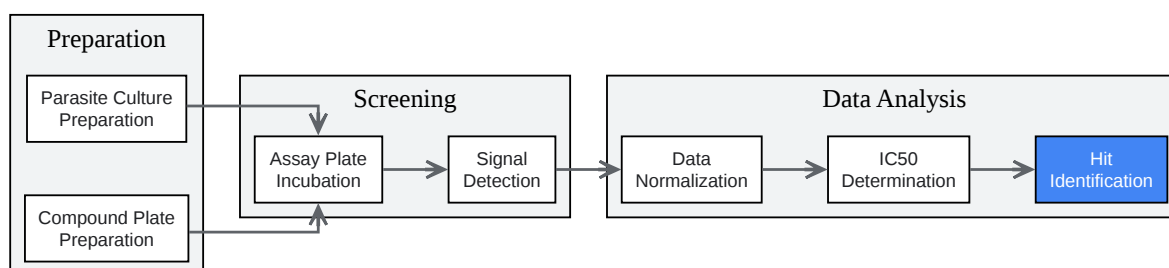 Preparation
Parasite Culture
Preparation
Compound Plate
Preparation
Screening
Assay Plate
Incubation
Signal
Detection
Data Analysis
Data
Normalization
IC50
Determination
Hit
Identification